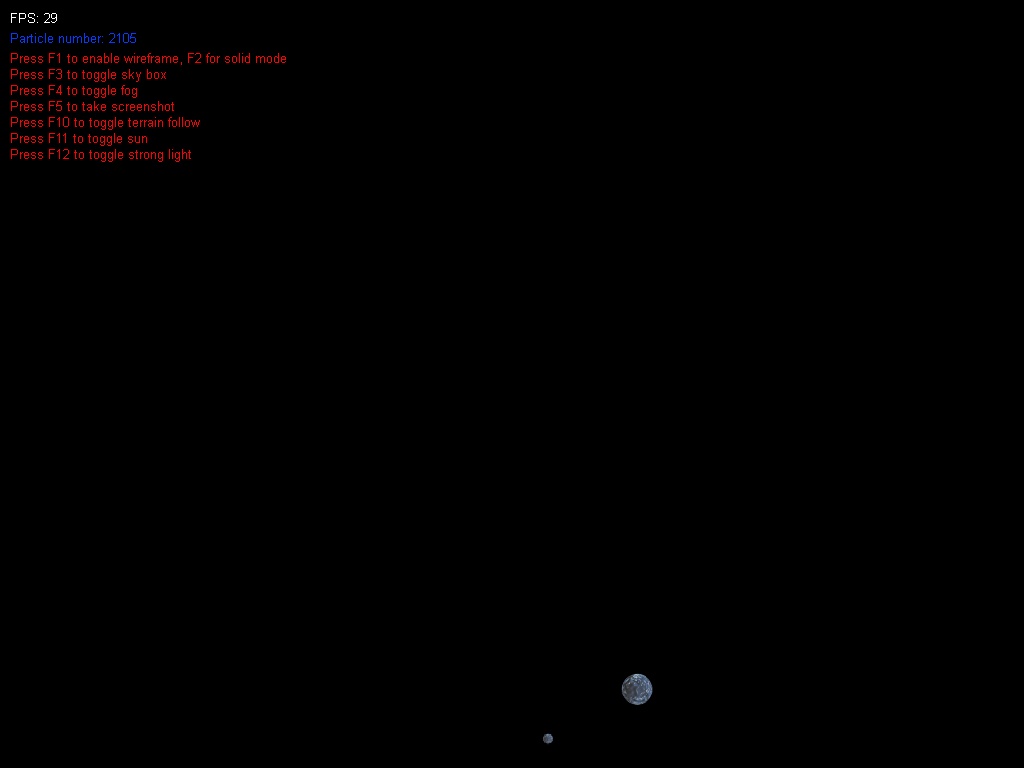 FPS: 29
Particle number: 2105
Press F1 to enable wireframe, F2 for solid mode
Press F3 to toggle sky box
Press F4 to toggle fog
Press F5 to take screenshot
Press F10 to toggle terrain follow
Press F11 to toggle sun
Press F12 to toggle strong light